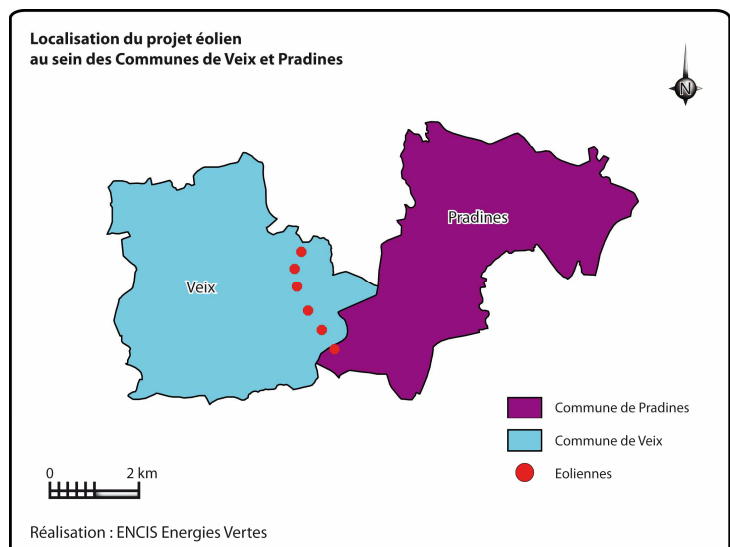 Localisation du projet éolien
au sein des Communes de Veix et Pradines
N
Pradines
Veix
Commune de Pradines
Commune de Veix
Eoliennes
0 2 km
Réalisation : ENCIS Energies Vertes